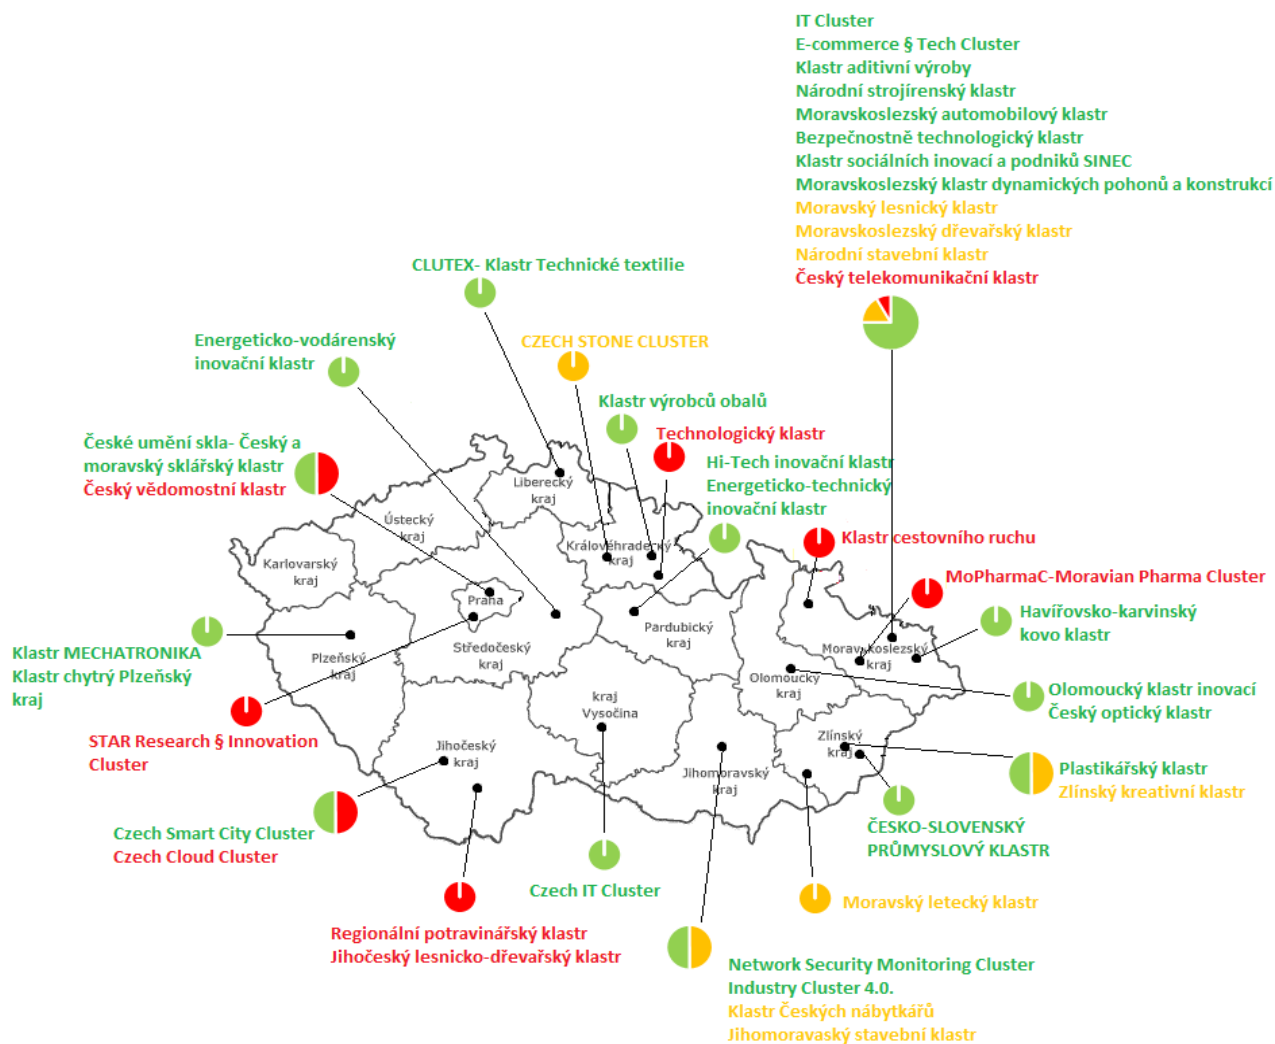 IT Cluster
E-commerce § Tech Cluster
Klastr aditivní výroby
Národní strojírenský klastr
Moravskoslezský automobilový klastr
Bezpečnostně technologický klastr
Klastr sociálních inovací a podniků SINEC
Moravskoslezský klastr dynamických pohonů a konstrukcí
Moravský lesnický klastr
Moravskoslezský dřevařský klastr
Národní stavební klastr
Český telekomunikační klastr
CLUTEX- Klastr Technické textilie
Energeticko-vodárenský
inovační klastr
CZECH STONE CLUSTER
Klastr výrobců obalů
Technologický klastr
České umění skla- Český a
moravský sklářský klastr
Český vědomostní klastr
Hi-Tech inovační klastr
Energeticko-technický
inovační klastr
Klastr cestovního ruchu
MoPharmaC-Moravian Pharma Cluster
Havířovsko-karvinský
kovo klastr
Liberecký
kraj
Ústecký
kraj
Karlovarský
kraj
Královéhradecký
kraj
Praha
Středočeský
kraj
Pardubický
kraj
Moravskoslezský
kraj
Olomoucký
kraj
Plzeňský
kraj
kraj
Vysočina
Jihočeský
kraj
Jihomoravský
kraj
Zlínský
kraj
Klastr MECHATRONIKA
Klastr chytrý Plzeňský
kraj
STAR Research § Innovation
Cluster
Olomoucký klastr inovací
Český optický klastr
Plastikářský klastr
Zlínský kreativní klastr
ČESKO-SLOVENSKÝ
PRŮMYSLOVÝ KLASTR
Czech Smart City Cluster
Czech Cloud Cluster
Czech IT Cluster
Moravský letecký klastr
Regionální potravinářský klastr
Jihočeský lesnicko-dřevařský klastr
Network Security Monitoring Cluster
Industry Cluster 4.0.
Klastr Českých nábytkářů
Jihomoravaský stavební klastr